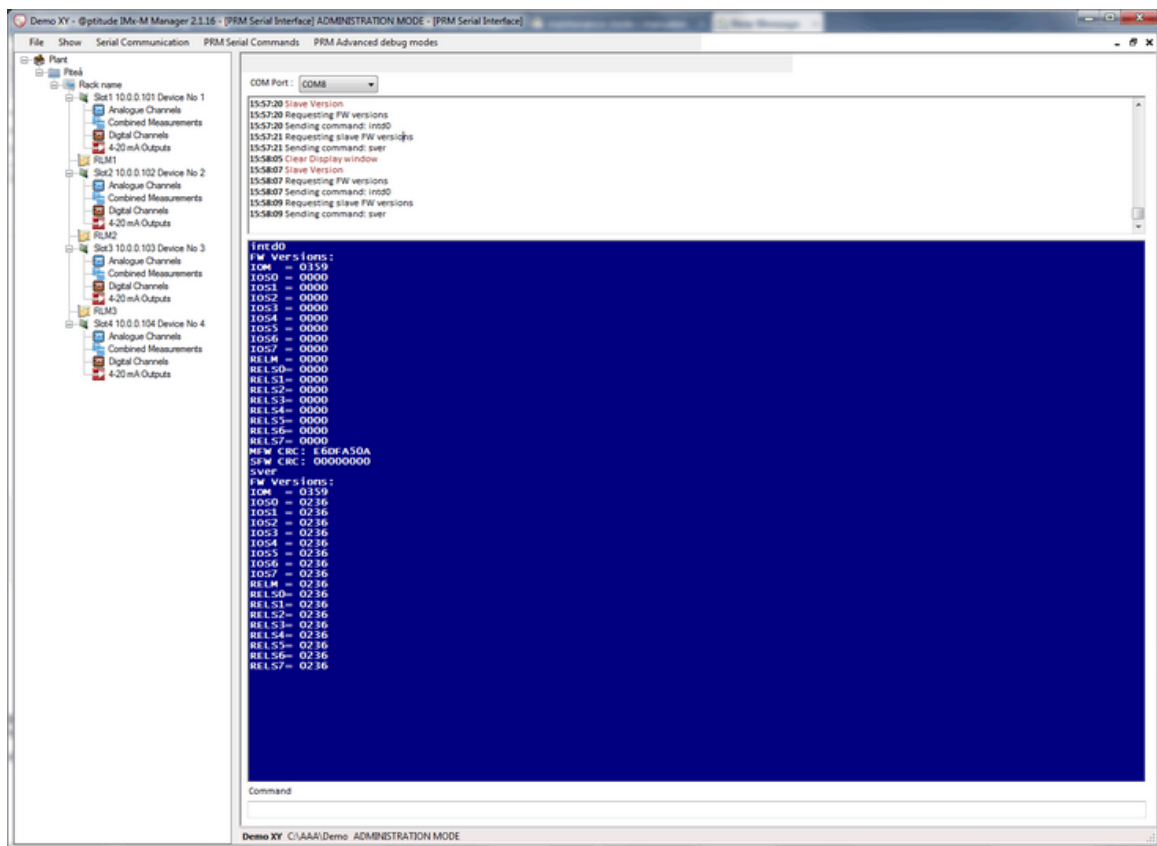 Demo XY - @ptitude IMx-M Manager 2.1.16 - [PRM Serial Interface] ADMINISTRATION MODE - [PRM Serial Interface]
File Show Serial Communication PRM Serial Commands PRM Advanced debug modes
Plant
Piteå
Rack name
Slot1 10.0.0.101 Device No 1
Analogue Channels
Combined Measurements
Digital Channels
4-20 mA Outputs
RLM1
Slot2 10.0.0.102 Device No 2
Analogue Channels
Combined Measurements
Digital Channels
4-20 mA Outputs
RLM2
Slot3 10.0.0.103 Device No 3
Analogue Channels
Combined Measurements
Digital Channels
4-20 mA Outputs
RLM3
Slot4 10.0.0.104 Device No 4
Analogue Channels
Combined Measurements
Digital Channels
4-20 mA Outputs
COM Port : COM8
15:57:20 Slave Version
15:57:20 Requesting FW versions
15:57:20 Sending command: intd0
15:57:21 Requesting slave FW versions
15:57:21 Sending command: sver
15:58:05 Clear Display window
15:58:07 Slave Version
15:58:07 Requesting FW versions
15:58:07 Sending command: intd0
15:58:09 Requesting slave FW versions
15:58:09 Sending command: sver
intd0
FW Versions:
IOM = 0359
IOS0 = 0000
IOS1 = 0000
IOS2 = 0000
IOS3 = 0000
IOS4 = 0000
IOS5 = 0000
IOS6 = 0000
IOS7 = 0000
RELM = 0000
RELS0= 0000
RELS1= 0000
RELS2= 0000
RELS3= 0000
RELS4= 0000
RELS5= 0000
RELS6= 0000
RELS7= 0000
MFW CRC: E6DFA50A
SFW CRC: 00000000
sver
FW Versions:
IOM = 0359
IOS0 = 0236
IOS1 = 0236
IOS2 = 0236
IOS3 = 0236
IOS4 = 0236
IOS5 = 0236
IOS6 = 0236
IOS7 = 0236
RELM = 0236
RELS0= 0236
RELS1= 0236
RELS2= 0236
RELS3= 0236
RELS4= 0236
RELS5= 0236
RELS6= 0236
RELS7= 0236
Command
Demo XY C:\AAA\Demo ADMINISTRATION MODE